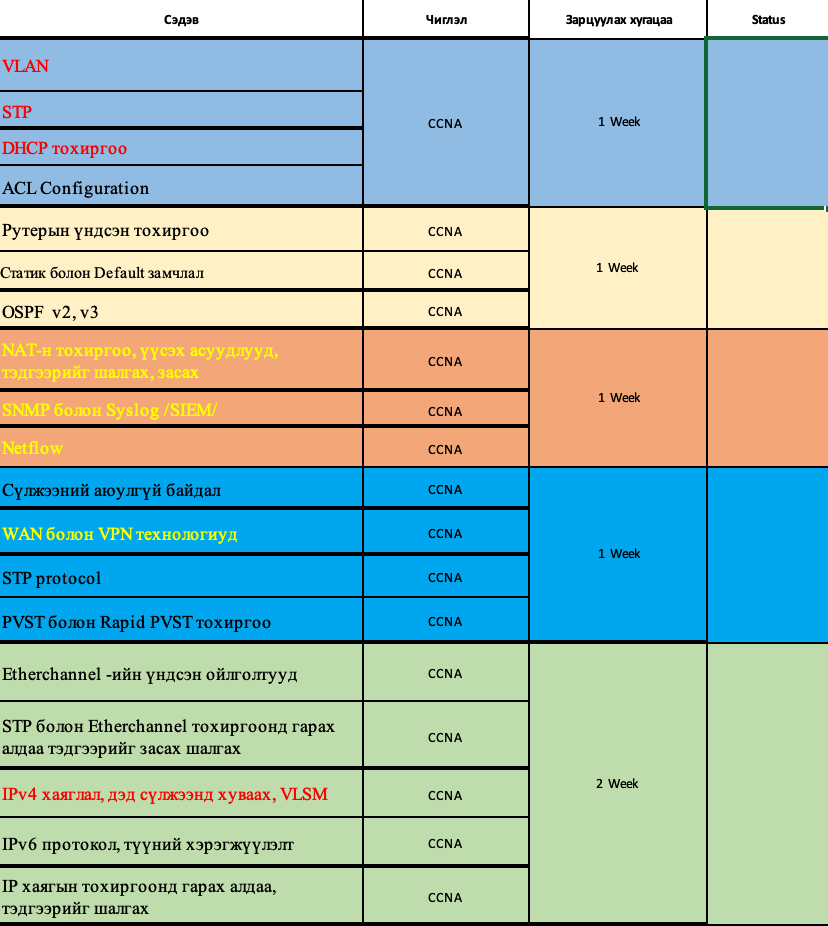 Сэдэв Чиглэл Зарцуулах хугацаа Status
VLAN
STP
DHCP тохиргоо
ACL Configuration
CCNA
1 Week
Рутерын үндсэн тохиргоо CCNA
Статик болон Default замчлал CCNA
OSPF v2, v3 CCNA
1 Week
NAT-н тохиргоо, үүсэх асуудлууд,
тэдгээрийг шалгах, засах
CCNA
SNMP болон Syslog /SIEM/ CCNA
Netflow CCNA
1 Week
Сүлжээний аюулгүй байдал CCNA
WAN болон VPN технологиуд CCNA
STP protocol CCNA
PVST болон Rapid PVST тохиргоо CCNA
1 Week
Etherchannel -ийн үндсэн ойлголтууд CCNA
STP болон Etherchannel тохиргоонд гарах
алдаа тэдгээрийг засах шалгах
CCNA
IPv4 хаяглал, дэд сүлжээнд хуваах, VLSM CCNA
IPv6 протокол, түүний хэрэгжүүлэлт CCNA
IP хаягын тохиргоонд гарах алдаа,
тэдгээрийг шалгах
CCNA
2 Week